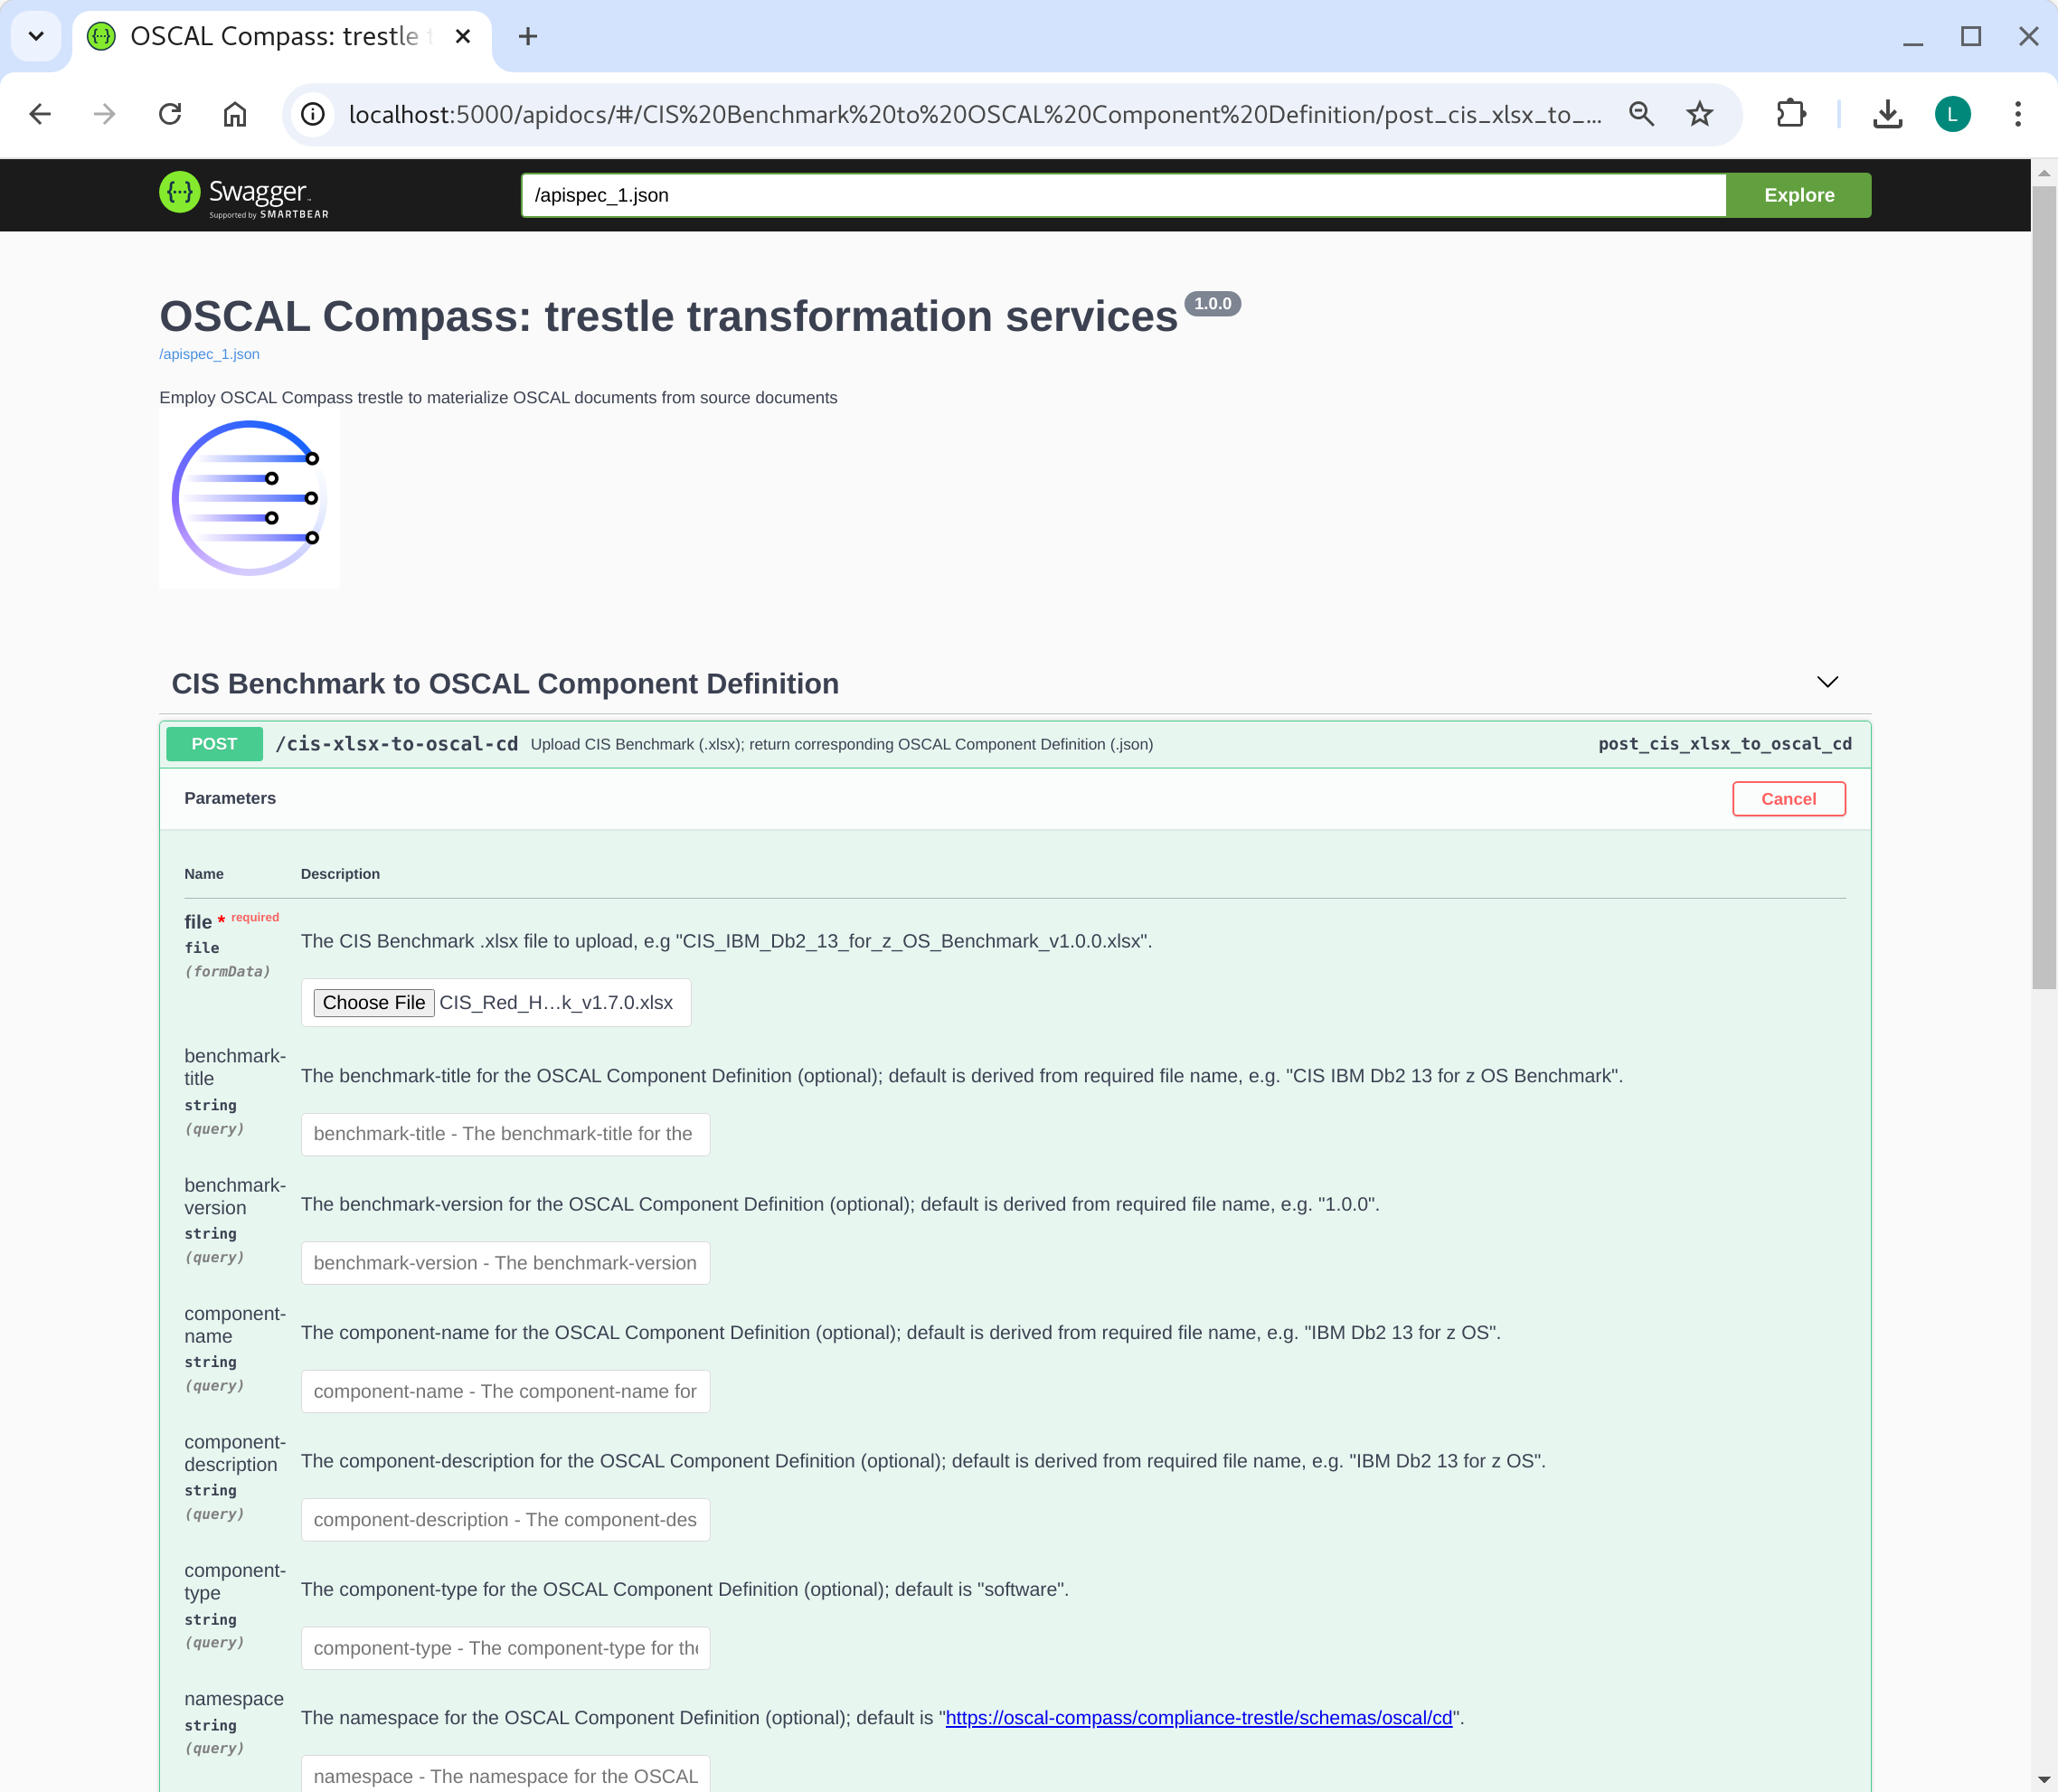 OSCAL Compass: trestle
localhost:5000/apidocs/#/CIS%20Benchmark%20to%20OSCAL%20Component%20Definition/post_cis_xlsx_to_...
L
Swagger
Supported by SMARTBEAR
/apispec_1.json
Explore
OSCAL Compass: trestle transformation services 1.0.0
/apispec_1.json
Employ OSCAL Compass trestle to materialize OSCAL documents from source documents
CIS Benchmark to OSCAL Component Definition
POST /cis-xlsx-to-oscal-cd Upload CIS Benchmark (.xlsx); return corresponding OSCAL Component Definition (.json) post_cis_xlsx_to_oscal_cd
Parameters
Cancel
Name Description
file * required
file
(formData)
The CIS Benchmark .xlsx file to upload, e.g "CIS_IBM_Db2_13_for_z_OS_Benchmark_v1.0.0.xlsx".
Choose File CIS_Red_H…k_v1.7.0.xlsx
benchmark-
title
string
(query)
The benchmark-title for the OSCAL Component Definition (optional); default is derived from required file name, e.g. "CIS IBM Db2 13 for z OS Benchmark".
benchmark-title - The benchmark-title for the
benchmark-
version
string
(query)
The benchmark-version for the OSCAL Component Definition (optional); default is derived from required file name, e.g. "1.0.0".
benchmark-version - The benchmark-version
component-
name
string
(query)
The component-name for the OSCAL Component Definition (optional); default is derived from required file name, e.g. "IBM Db2 13 for z OS".
component-name - The component-name for
component-
description
string
(query)
The component-description for the OSCAL Component Definition (optional); default is derived from required file name, e.g. "IBM Db2 13 for z OS".
component-description - The component-des
component-
type
string
(query)
The component-type for the OSCAL Component Definition (optional); default is "software".
component-type - The component-type for the
namespace
string
(query)
The namespace for the OSCAL Component Definition (optional); default is "https://oscal-compass/compliance-trestle/schemas/oscal/cd".
namespace - The namespace for the OSCAL